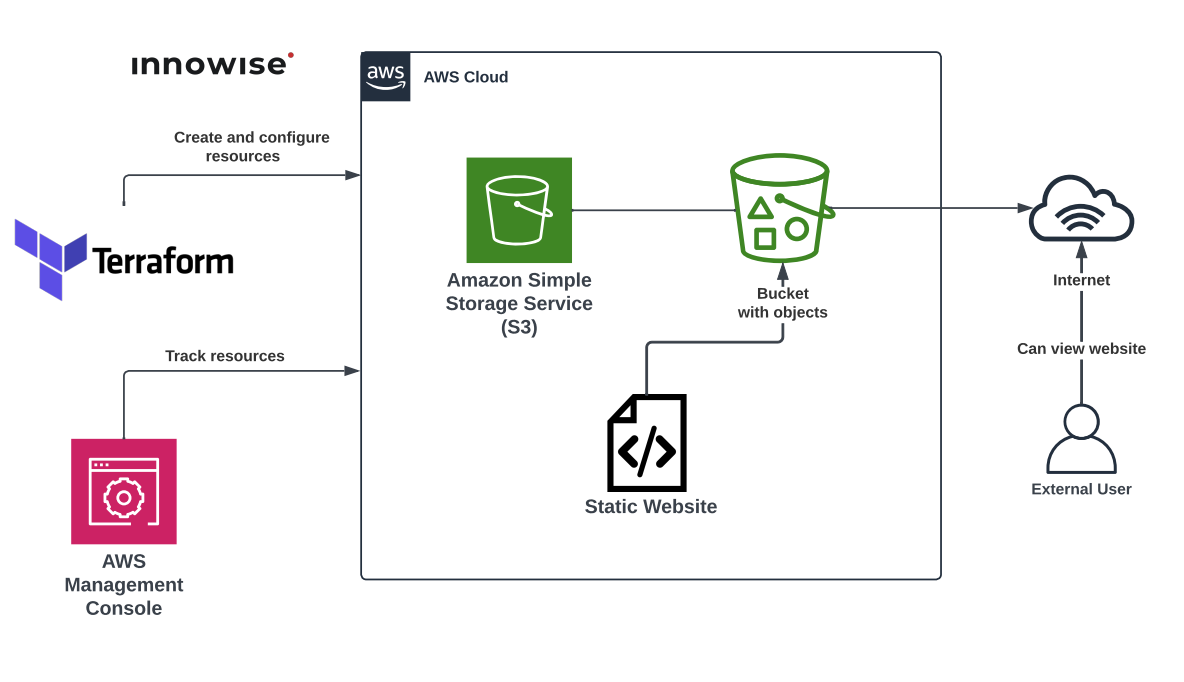 innowise
aws
AWS Cloud
Create and configure
resources
Terraform
Amazon Simple
Storage Service
(S3)
Bucket
with objects
Internet
Track resources
Can view website
Static Website
External User
AWS
Management
Console